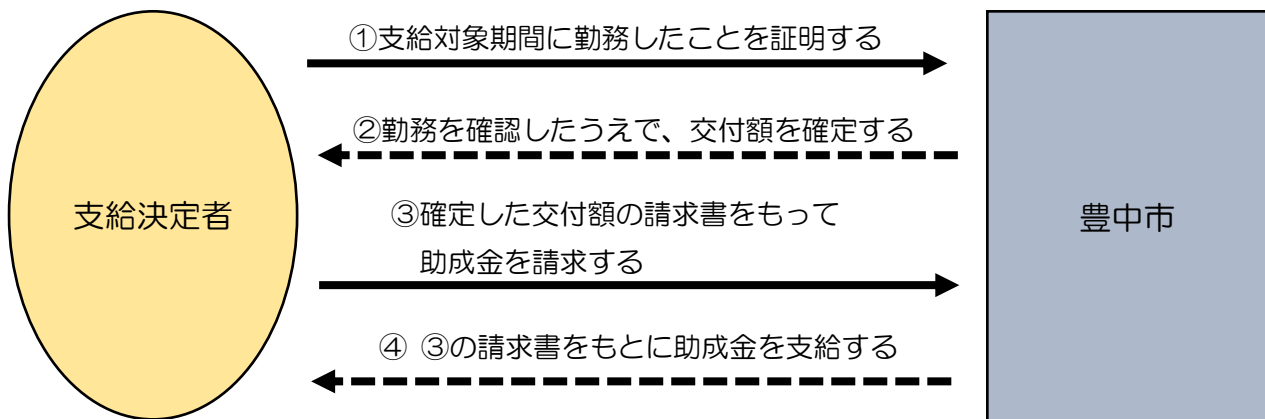 ①支給対象期間に勤務したことを証明する
②勤務を確認したうえで、交付額を確定する
支給決定者
③確定した交付額の請求書をもって
助成金を請求する
豊中市
④ ③の請求書をもとに助成金を支給する